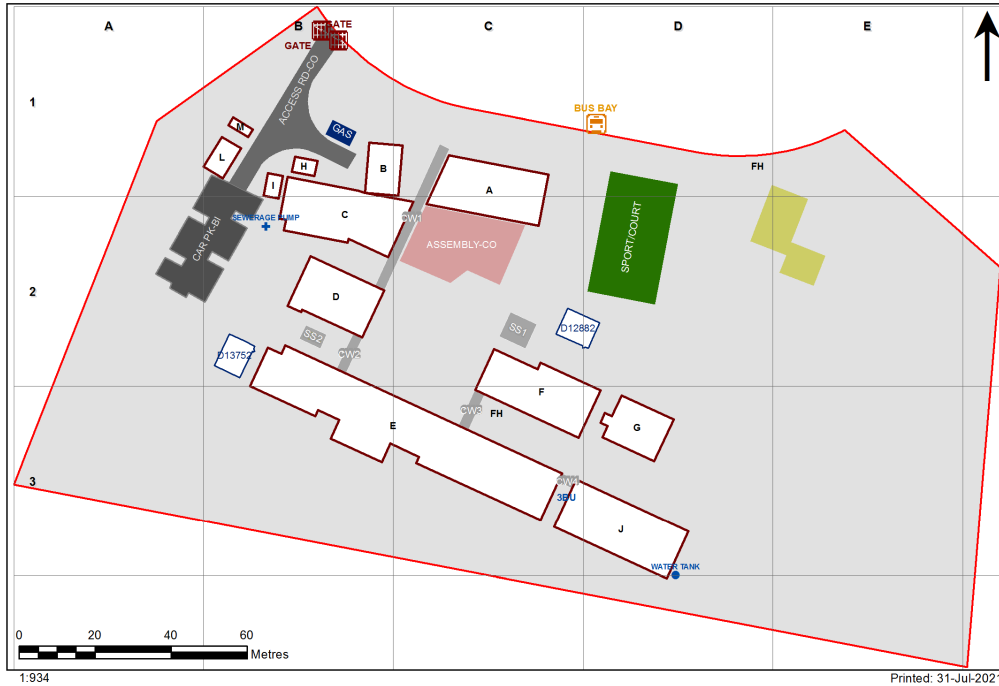 A
B
C
D
E
GATE
GATE
ACCESS RD-CO
1
BUS BAY
GAS
M
L
H
B
FH
I
A
C
CW1
SEWERAGE PUMP
CAR PK-BI
ASSEMBLY-CO
SPORT/COURT
2
D
SS2
SS1
D12882
CW2
D13752
F
CW3
FH
E
G
3
CW4
3BU
J
WATER TANK
0 20 40 60
Metres
1:934
Printed: 31-Jul-2021